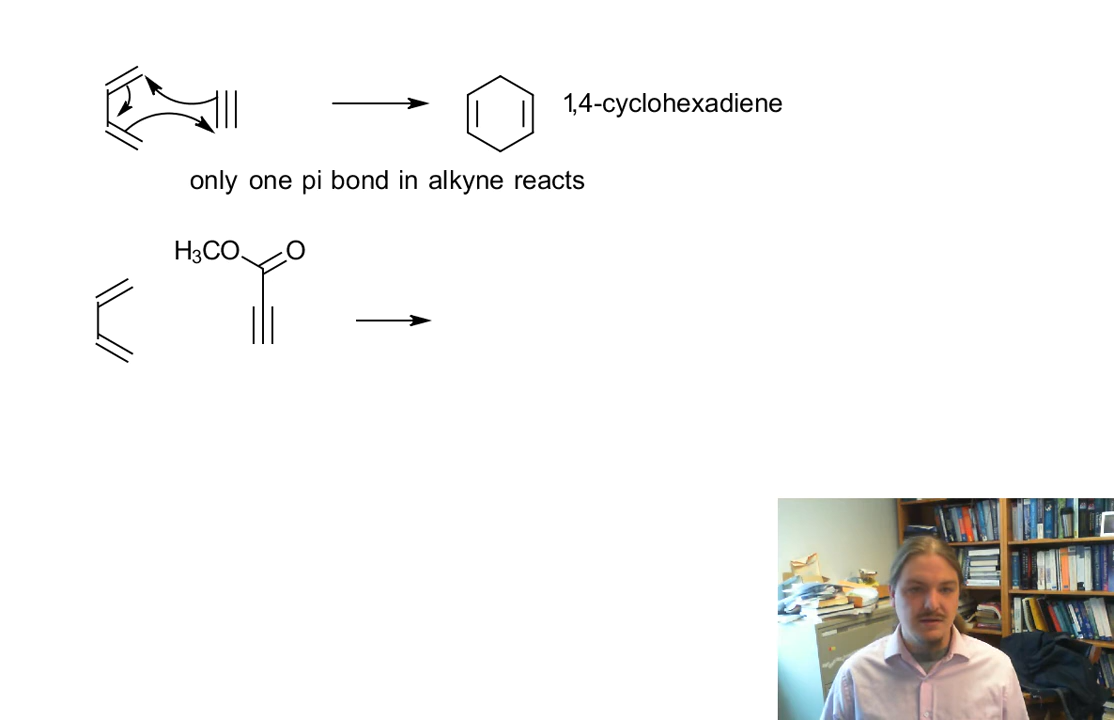 1,4-cyclohexadiene
only one pi bond in alkyne reacts
H₃CO O